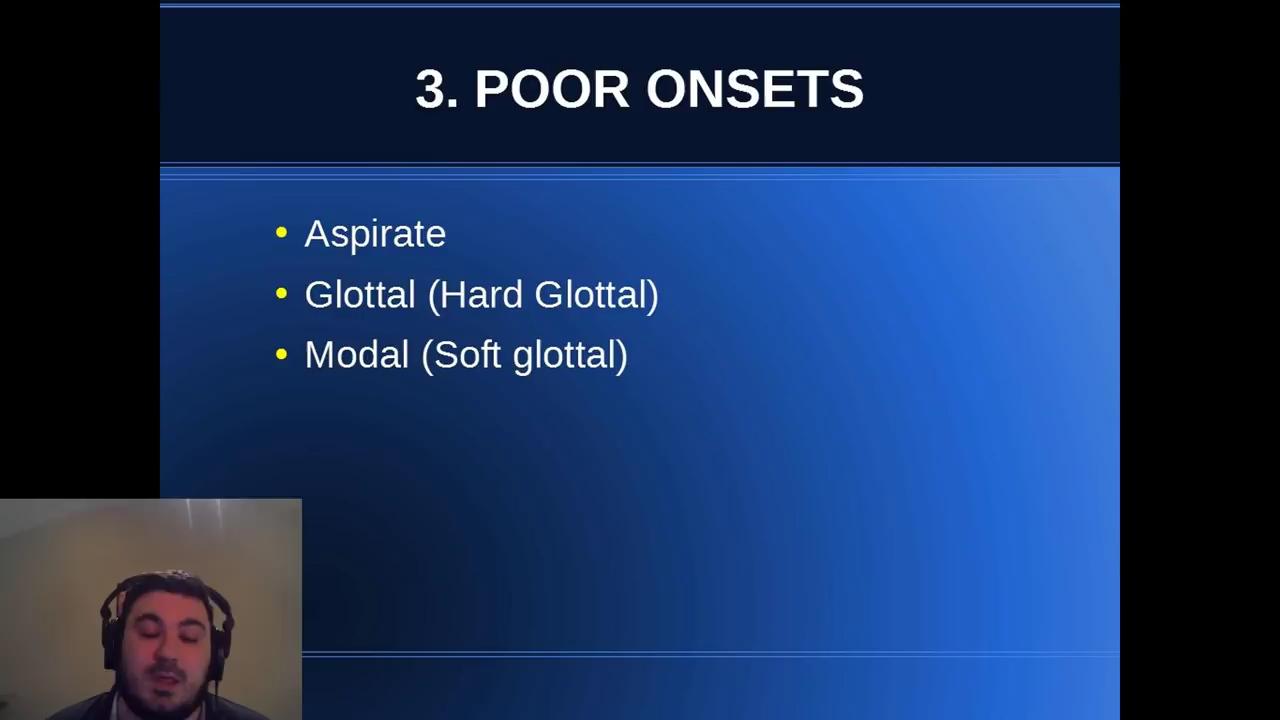 3. POOR ONSETS
• Aspirate
• Glottal (Hard Glottal)
• Modal (Soft glottal)